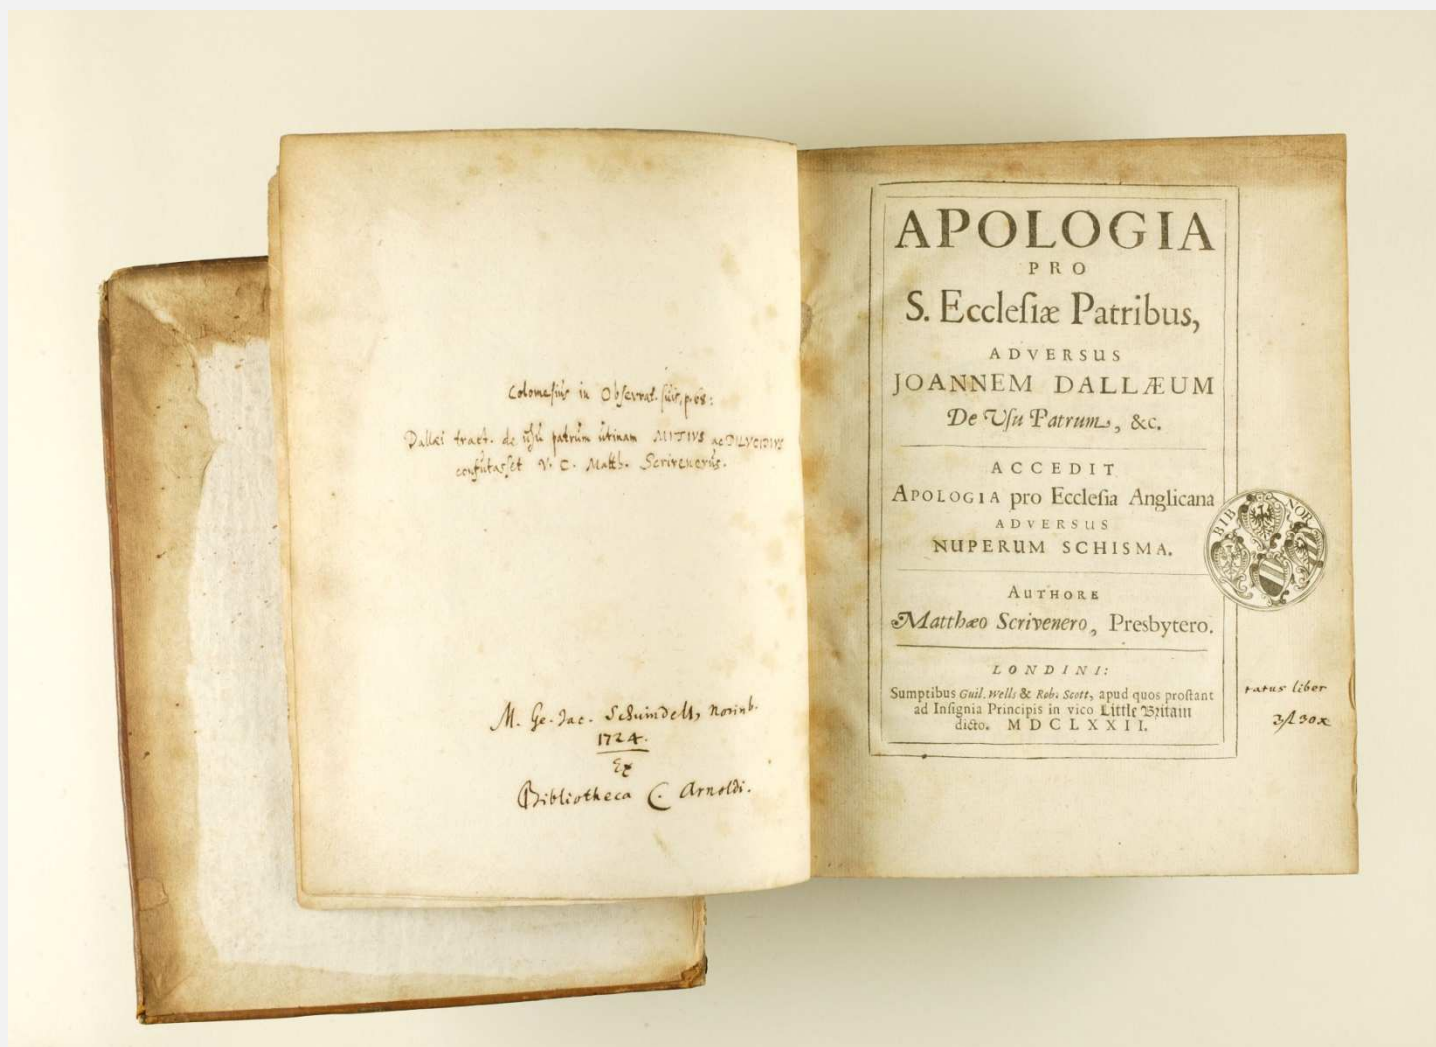 Colomesius in Observat. suis, p. 68:
Dallæi tract. de usu patrum utinam MITIUS ac DILUCIDIUS
confutasset V. C. Matth. Scrivenerus.
M. Ge. Jac. Schwindell, Norimb.
1724.
Ex
Bibliotheca C. Arnoldi.
APOLOGIA
PRO
S. Eccleſiæ Patribus,
ADVERSUS
JOANNEM DALLÆUM
De Uſu Patrum, &c.
ACCEDIT
APOLOGIA pro Eccleſia Anglicana
ADVERSUS
NUPERUM SCHISMA.
AUTHORE
Matthæo Scrivenero, Presbytero.
LONDINI:
Sumptibus Guil. Wells & Rob. Scott, apud quos proſtant
ad Inſignia Principis in vico Little Britain
dicto. MDCLXXII.
BIB NOR
rarus liber